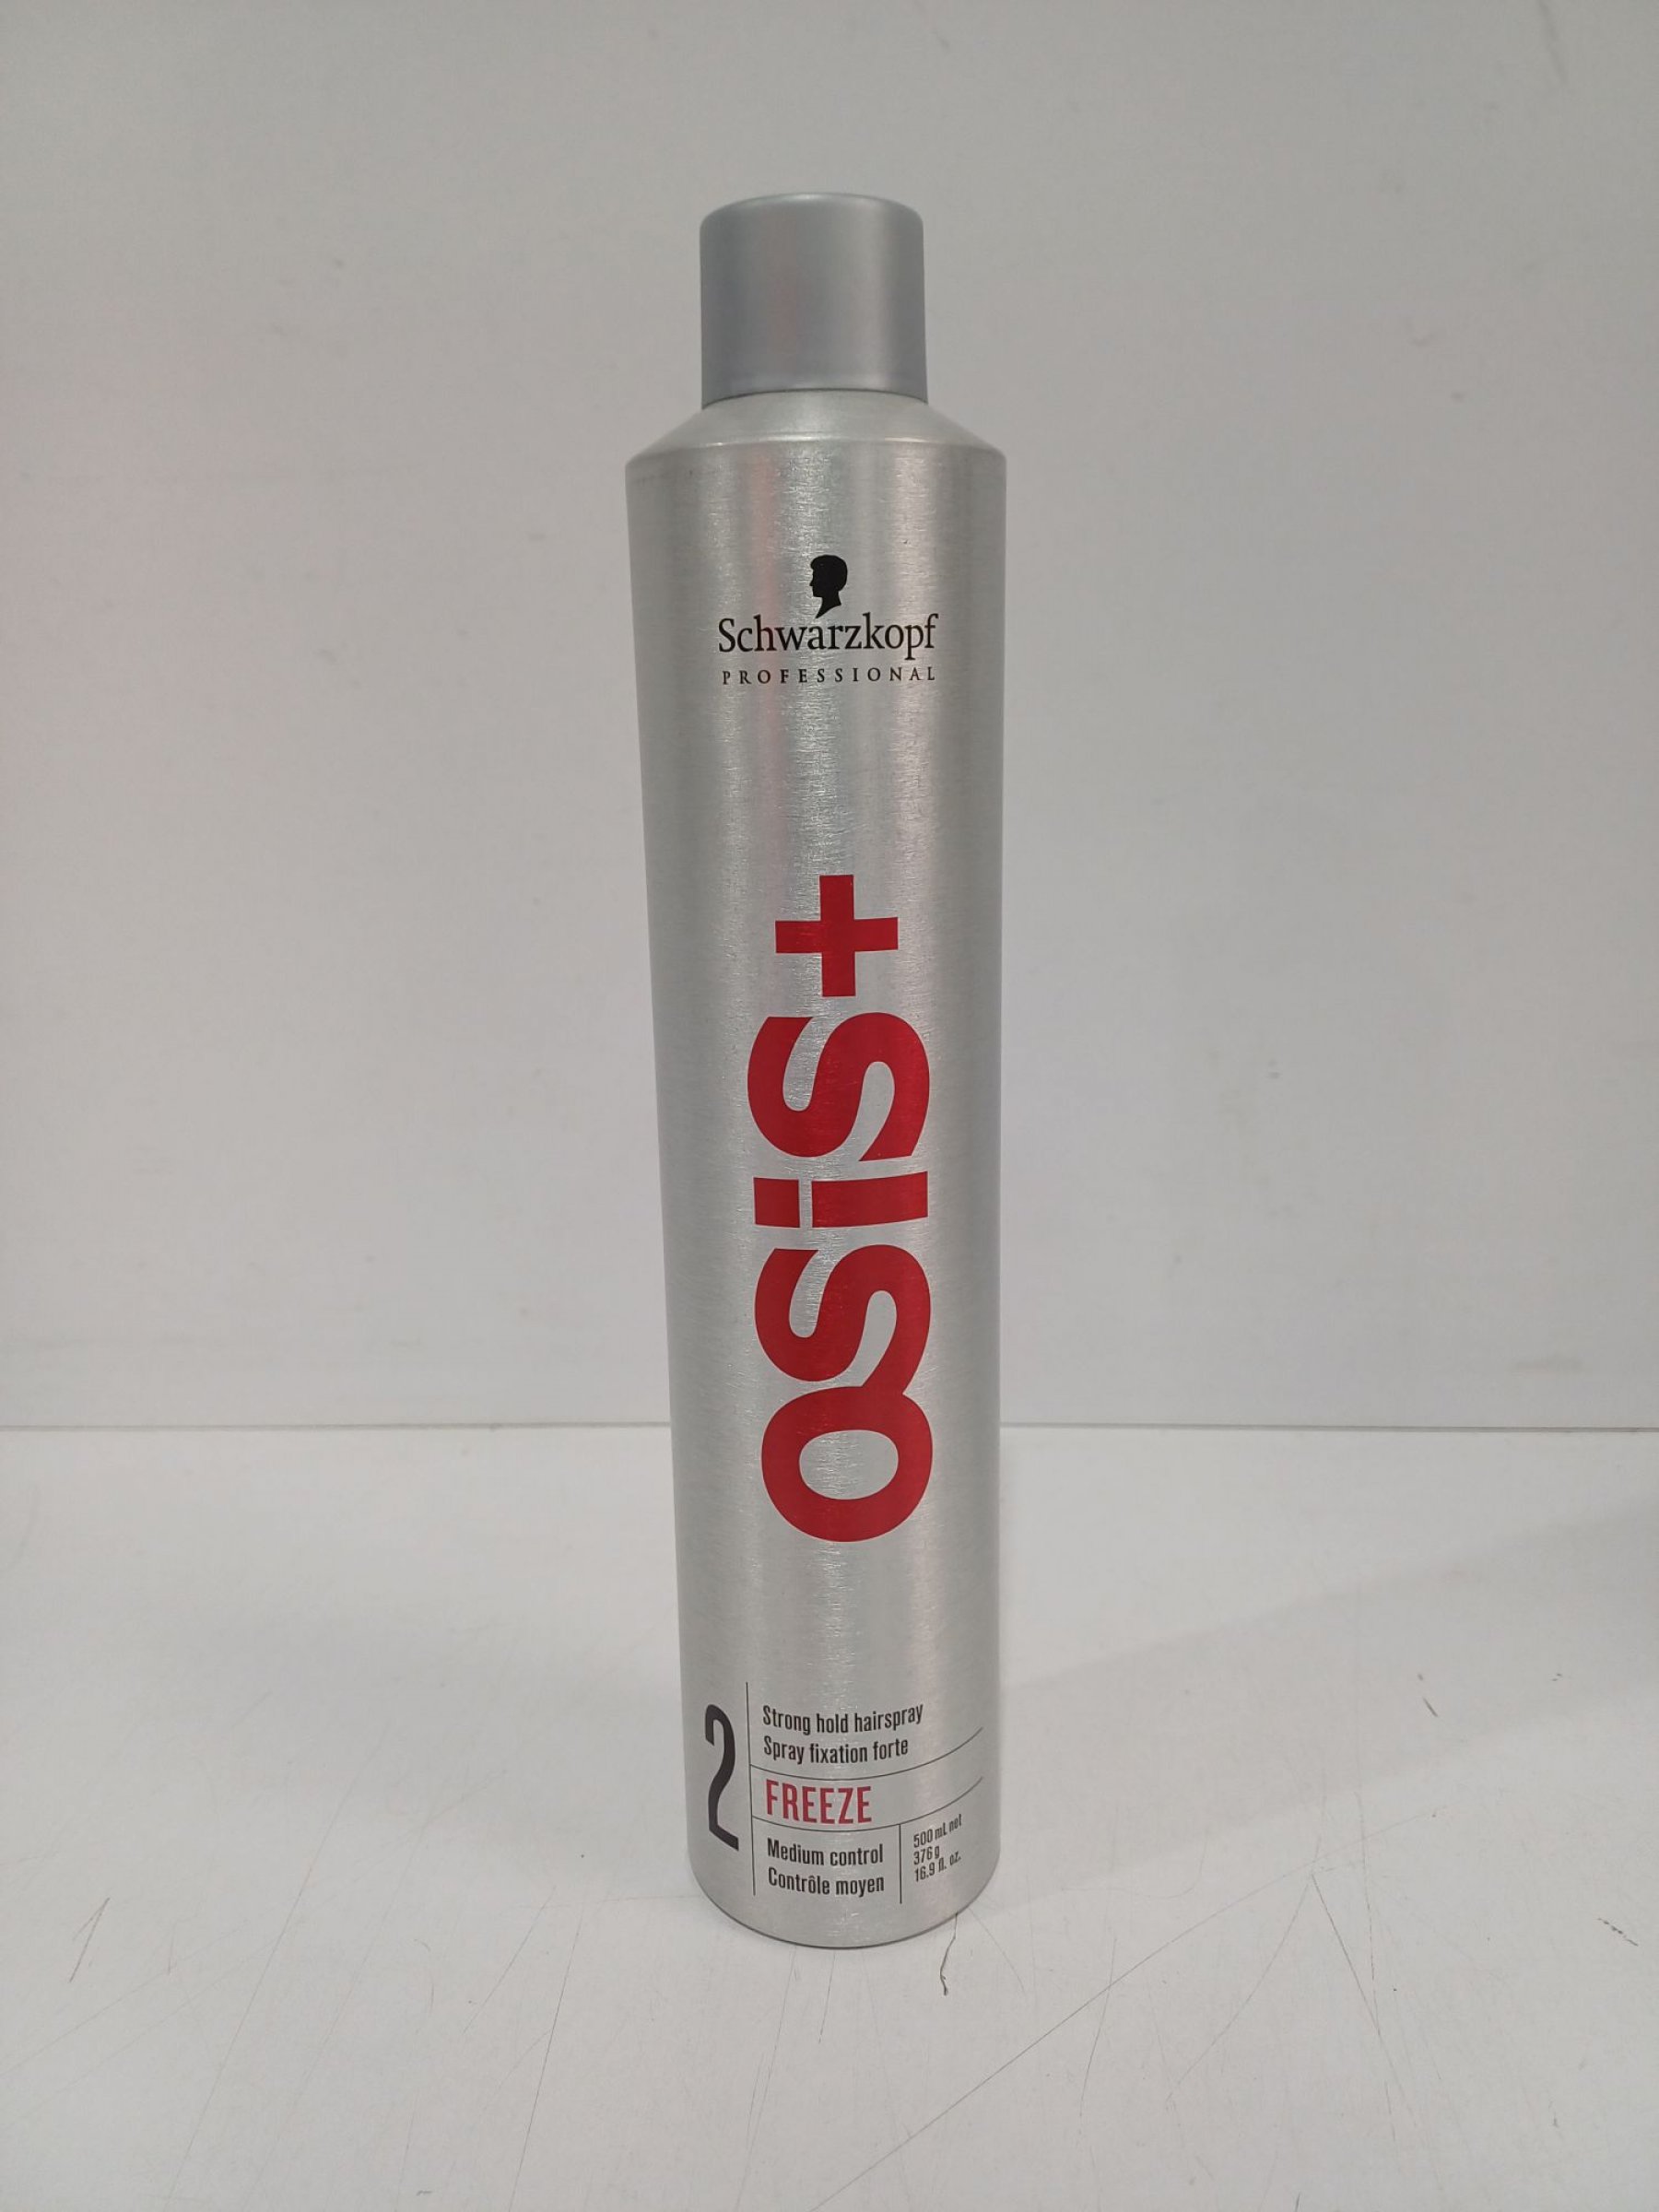 Schwarzkopf
PROFESSIONAL
osis+
2
Strong hold hairspray
Spray fixation forte
FREEZE
Medium control
Contrôle moyen
500 mL net
376 g
16.9 fl. oz.